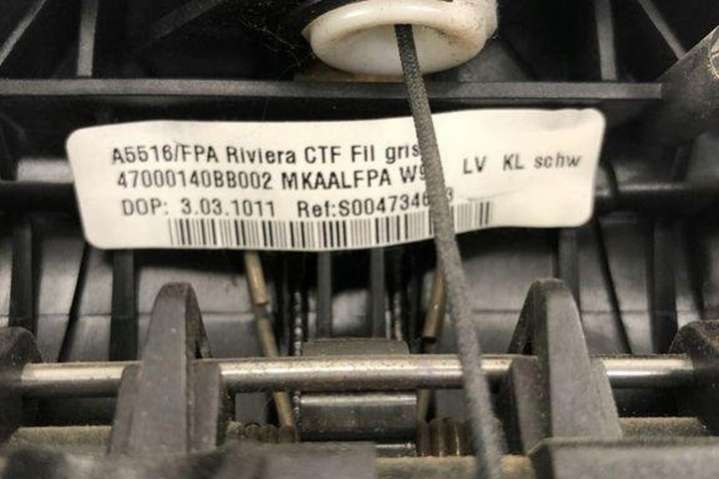 A5516/FPA Riviera CTF Fil gris LV KL schw
47000140BB002 MKAALFPA
DOP: 3.03.1011